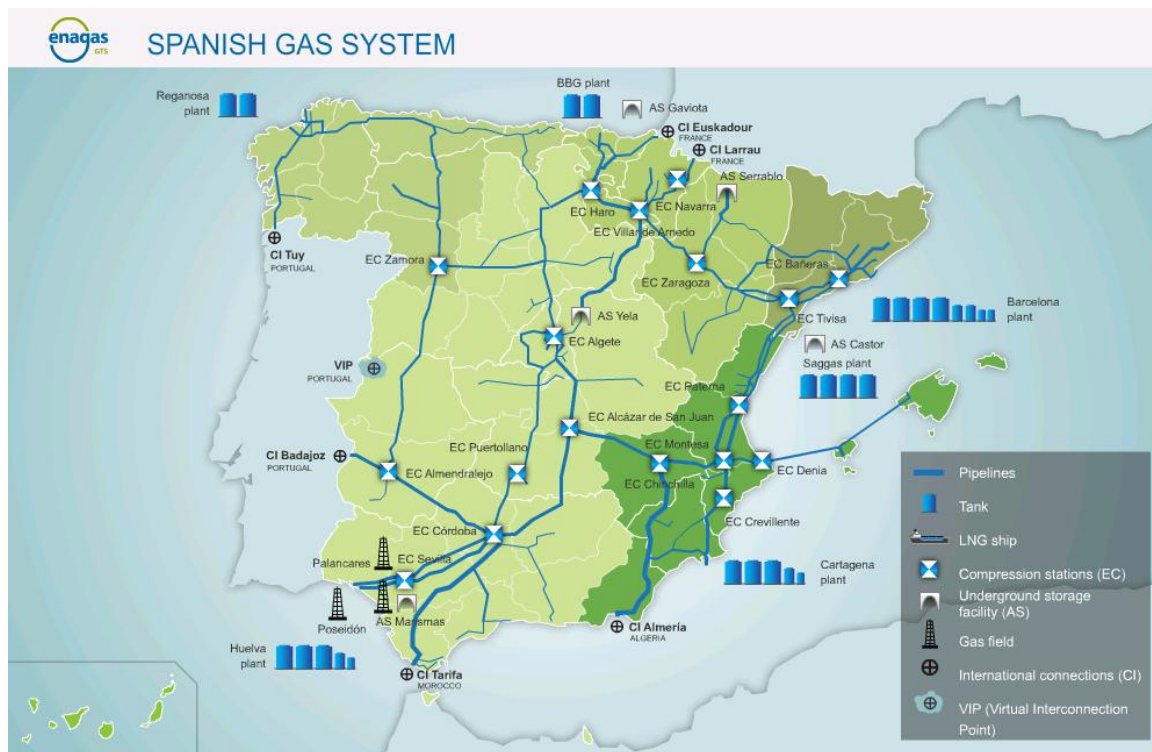 enagas
GTS
SPANISH GAS SYSTEM
Reganosa
plant
BBG plant
AS Gaviota
CI Euskadour
FRANCE
CI Larrau
FRANCE
AS Serrablo
EC Haro
EC Navarra
EC Villar de Arnedo
CI Tuy
PORTUGAL
EC Zamora
EC Zaragoza
EC Bañeras
EC Tivisa
Barcelona
plant
AS Yela
EC Algete
AS Castor
Saggas plant
VIP
PORTUGAL
EC Paterna
EC Alcázar de San Juan
EC Puertollano
EC Montesa
CI Badajoz
PORTUGAL
EC Almendralejo
EC Chinchilla
EC Denia
EC Crevillente
EC Córdoba
EC Sevilla
Palancares
Cartagena
plant
Poseidón
AS Marismas
CI Almería
ALGERIA
Huelva
plant
CI Tarifa
MOROCCO
Pipelines
Tank
LNG ship
Compression stations (EC)
Underground storage
facility (AS)
Gas field
International connections (CI)
VIP (Virtual Interconnection
Point)